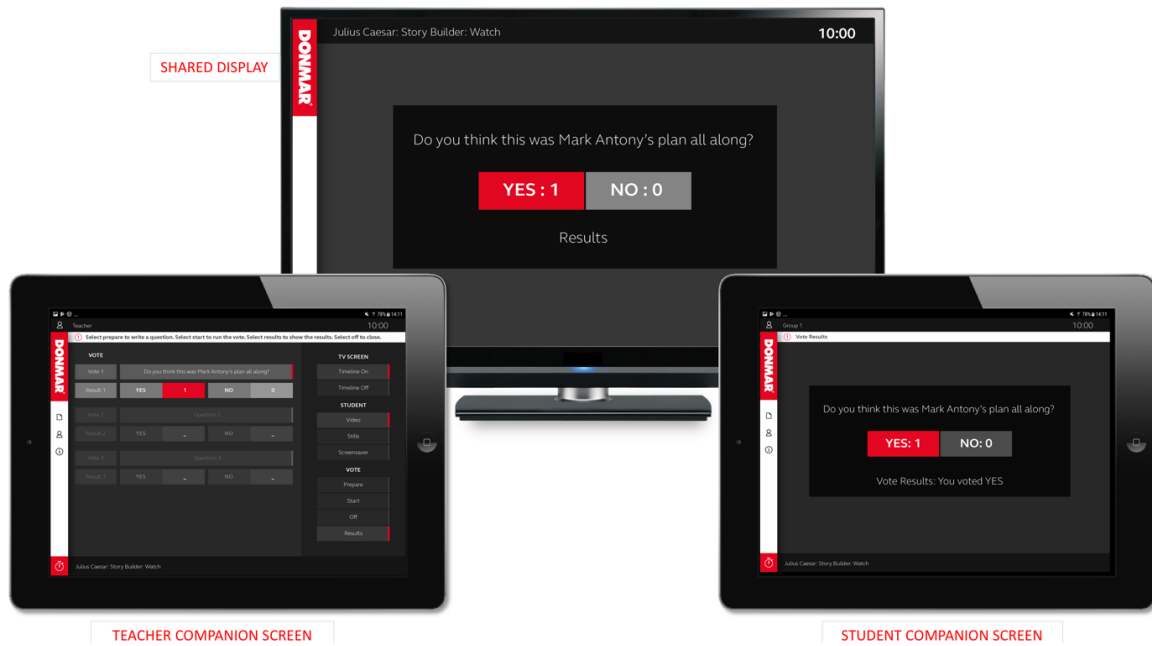 SHARED DISPLAY
DONMAR
Julius Caesar: Story Builder: Watch
10:00
Do you think this was Mark Antony's plan all along?
YES : 1
NO : 0
Results
78% 14:11
Teacher
10:00
Select prepare to write a question. Select start to run the vote. Select results to show the results. Select off to close.
DONMAR
VOTE
Vote 1
Do you think this was Mark Antony's plan all along?
Result 1
YES
1
NO
0
Vote 2
Question 2
Result 2
YES
-
NO
-
Vote 3
Question 3
Result 3
YES
-
NO
-
TV SCREEN
Timeline On
Timeline Off
STUDENT
Video
Stills
Screensaver
VOTE
Prepare
Start
Off
Results
Julius Caesar: Story Builder: Watch
TEACHER COMPANION SCREEN
78% 14:11
Group 1
10:00
Vote Results
DONMAR
Do you think this was Mark Antony's plan all along?
YES: 1
NO: 0
Vote Results: You voted YES
Julius Caesar: Story Builder: Watch
STUDENT COMPANION SCREEN